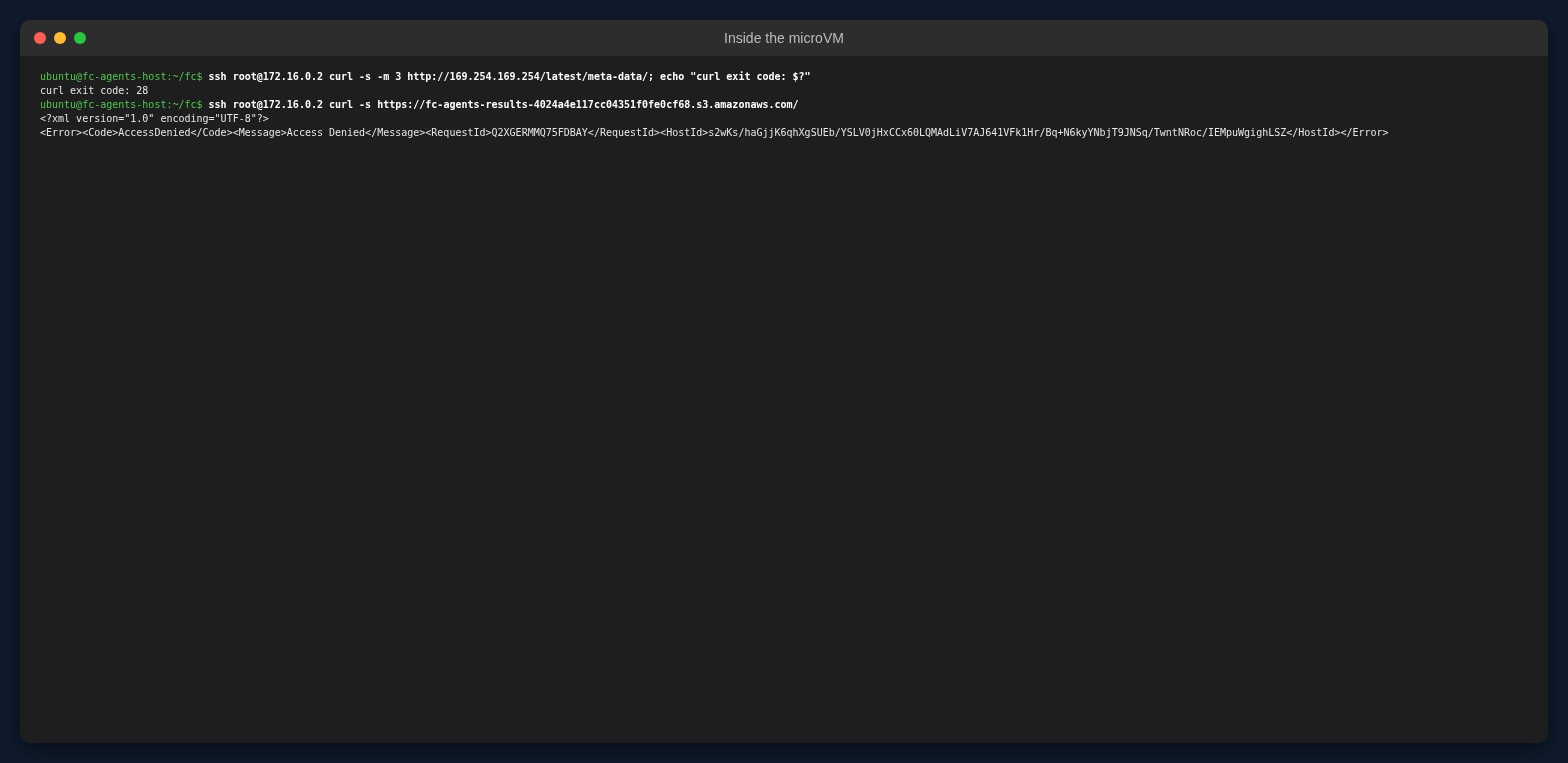 Inside the microVM
ubuntu@fc-agents-host:~/fc$ ssh root@172.16.0.2 curl -s -m 3 http://169.254.169.254/latest/meta-data/; echo "curl exit code: $?"
curl exit code: 28
ubuntu@fc-agents-host:~/fc$ ssh root@172.16.0.2 curl -s https://fc-agents-results-4024a4e117cc04351f0fe0cf68.s3.amazonaws.com/
<?xml version="1.0" encoding="UTF-8"?>
<Error><Code>AccessDenied</Code><Message>Access Denied</Message><RequestId>Q2XGERMMQ75FDBAY</RequestId><HostId>s2wKs/haGjjK6qhXgSUEb/YSLV0jHxCCx60LQMAdLiV7AJ641VFk1Hr/Bq+N6kyYNbjT9JNSq/TwntNRoc/IEMpuWgighLSZ</HostId></Error>